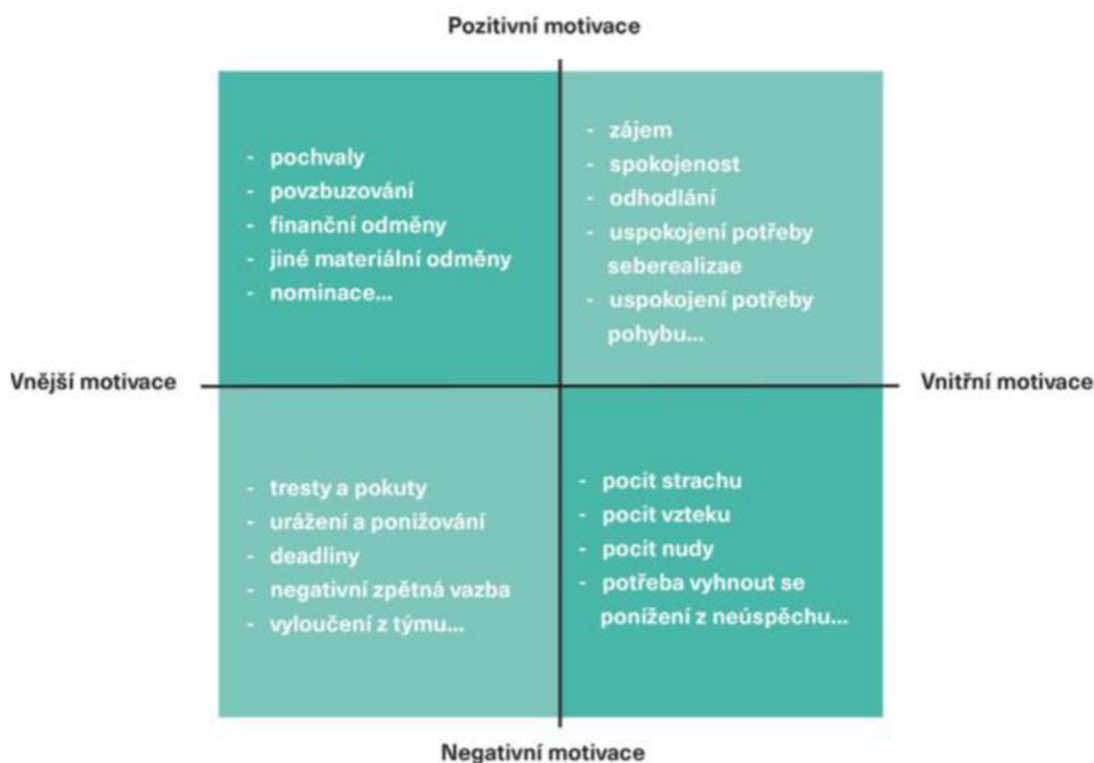 Pozitivní motivace
- pochvaly
- povzbuzování
- finanční odměny
- jiné materiální odměny
- nominace...
- zájem
- spokojenost
- odhodlání
- uspokojení potřeby
seberealizae
- uspokojení potřeby
pohybu...
Vnější motivace
Vnitřní motivace
- tresty a pokuty
- urážení a ponižování
- deadliny
- negativní zpětná vazba
- vyloučení z týmu...
- pocit strachu
- pocit vzteku
- pocit nudy
- potřeba vyhnout se
ponížení z neúspěchu...
Negativní motivace